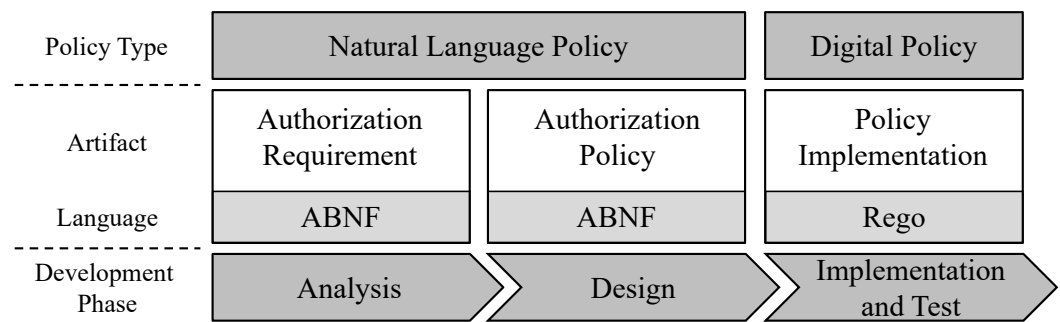 Policy Type
Natural Language Policy
Digital Policy
Artifact
Authorization
Requirement
Authorization
Policy
Policy
Implementation
Language
ABNF
ABNF
Rego
Development
Phase
Analysis
Design
Implementation
and Test